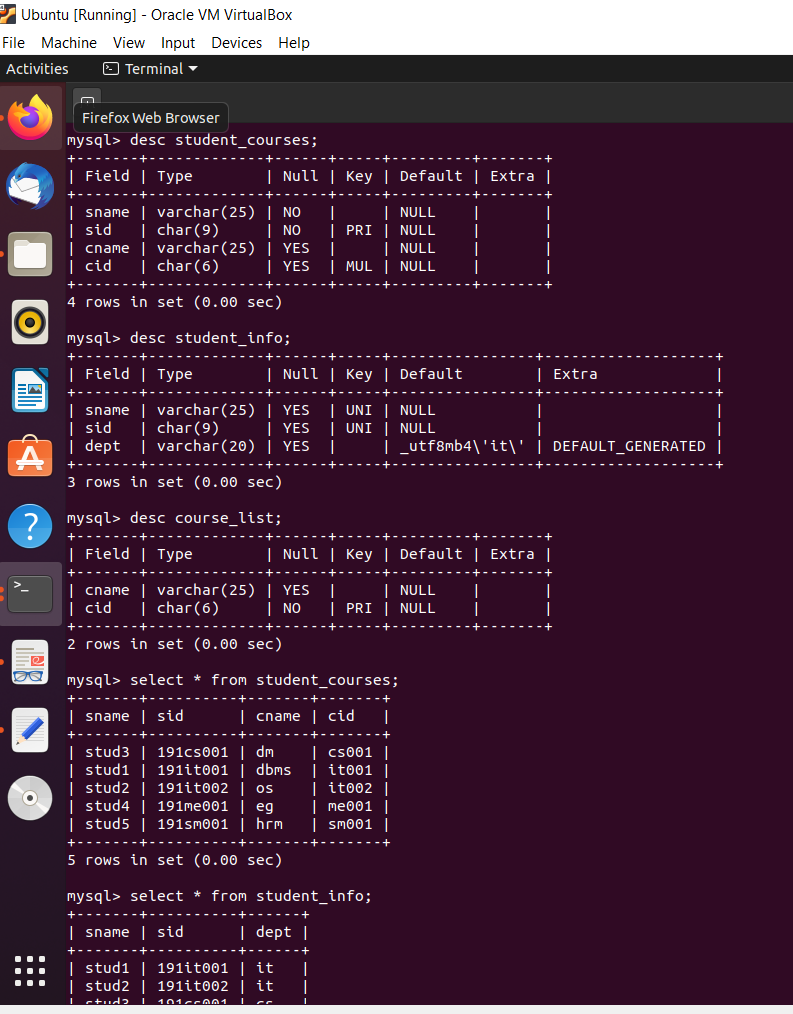 Ubuntu [Running] - Oracle VM VirtualBox
File Machine View Input Devices Help
Activities Terminal
Firefox Web Browser
mysql> desc student_courses;
+-------+-------------+------+-----+---------+-------+
| Field | Type        | Null | Key | Default | Extra |
+-------+-------------+------+-----+---------+-------+
| sname | varchar(25) | NO   |     | NULL    |       |
| sid   | char(9)     | NO   | PRI | NULL    |       |
| cname | varchar(25) | YES  |     | NULL    |       |
| cid   | char(6)     | YES  | MUL | NULL    |       |
+-------+-------------+------+-----+---------+-------+
4 rows in set (0.00 sec)
mysql> desc student_info;
+-------+-------------+------+-----+----------------+-------------------+
| Field | Type        | Null | Key | Default        | Extra             |
+-------+-------------+------+-----+----------------+-------------------+
| sname | varchar(25) | YES  | UNI | NULL           |                   |
| sid   | char(9)     | YES  | UNI | NULL           |                   |
| dept  | varchar(20) | YES  |     | _utf8mb4\'it\' | DEFAULT_GENERATED |
+-------+-------------+------+-----+----------------+-------------------+
3 rows in set (0.00 sec)
mysql> desc course_list;
+-------+-------------+------+-----+---------+-------+
| Field | Type        | Null | Key | Default | Extra |
+-------+-------------+------+-----+---------+-------+
| cname | varchar(25) | YES  |     | NULL    |       |
| cid   | char(6)     | NO   | PRI | NULL    |       |
+-------+-------------+------+-----+---------+-------+
2 rows in set (0.00 sec)
mysql> select * from student_courses;
+-------+----------+-------+-------+
| sname | sid      | cname | cid   |
+-------+----------+-------+-------+
| stud3 | 191cs001 | dm    | cs001 |
| stud1 | 191it001 | dbms  | it001 |
| stud2 | 191it002 | os    | it002 |
| stud4 | 191me001 | eg    | me001 |
| stud5 | 191sm001 | hrm   | sm001 |
+-------+----------+-------+-------+
5 rows in set (0.00 sec)
mysql> select * from student_info;
+-------+----------+------+
| sname | sid      | dept |
+-------+----------+------+
| stud1 | 191it001 | it   |
| stud2 | 191it002 | it   |
| stud3 | 191cs001 | cs   |